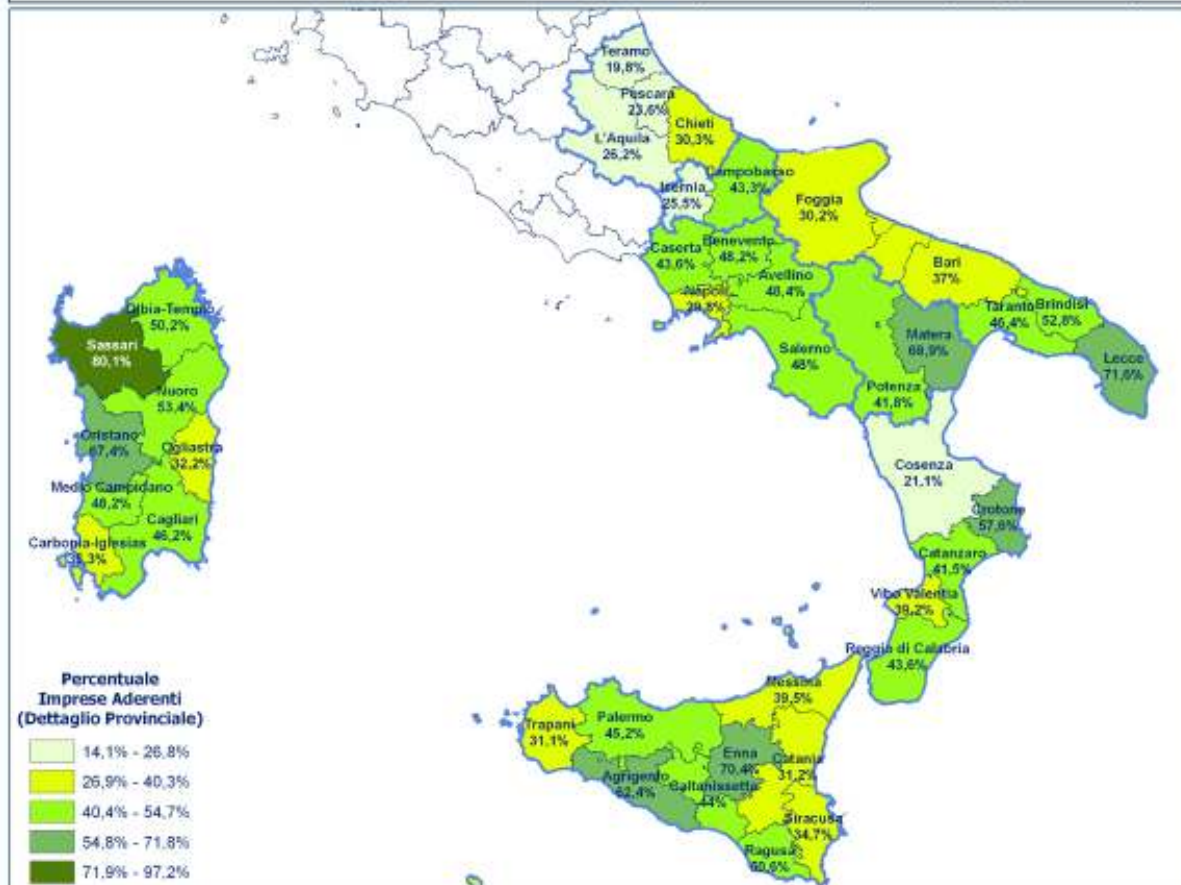 Teramo
19,8%
Pescara
23,6%
Chieti
30,3%
L'Aquila
26,2%
Isernia
25,5%
Campobasso
43,3%
Foggia
30,2%
Bari
37%
Caserta
43,6%
Benevento
48,2%
Avellino
48,4%
Napoli
39,8%
Salerno
48%
Potenza
41,8%
Matera
69,9%
Taranto
46,4%
Brindisi
52,8%
Lecce
71,6%
Olbia-Tempio
50,2%
Sassari
80,1%
Nuoro
53,4%
Oristano
67,4%
Ogliastra
32,2%
Medio Campidano
Cagliari
46,2%
Carbonia-Iglesias
Cosenza
21,1%
Crotone
57,6%
Catanzaro
41,5%
Vibo Valentia
39,2%
Reggio di Calabria
43,6%
Messina
39,5%
Trapani
31,1%
Palermo
45,2%
Enna
70,4%
Catania
31,2%
Agrigento
62,4%
Caltanissetta
44%
Siracusa
34,7%
Ragusa
Percentuale
Imprese Aderenti
(Dettaglio Provinciale)
14,1% - 26,8%
26,9% - 40,3%
40,4% - 54,7%
54,8% - 71,8%
71,9% - 97,2%